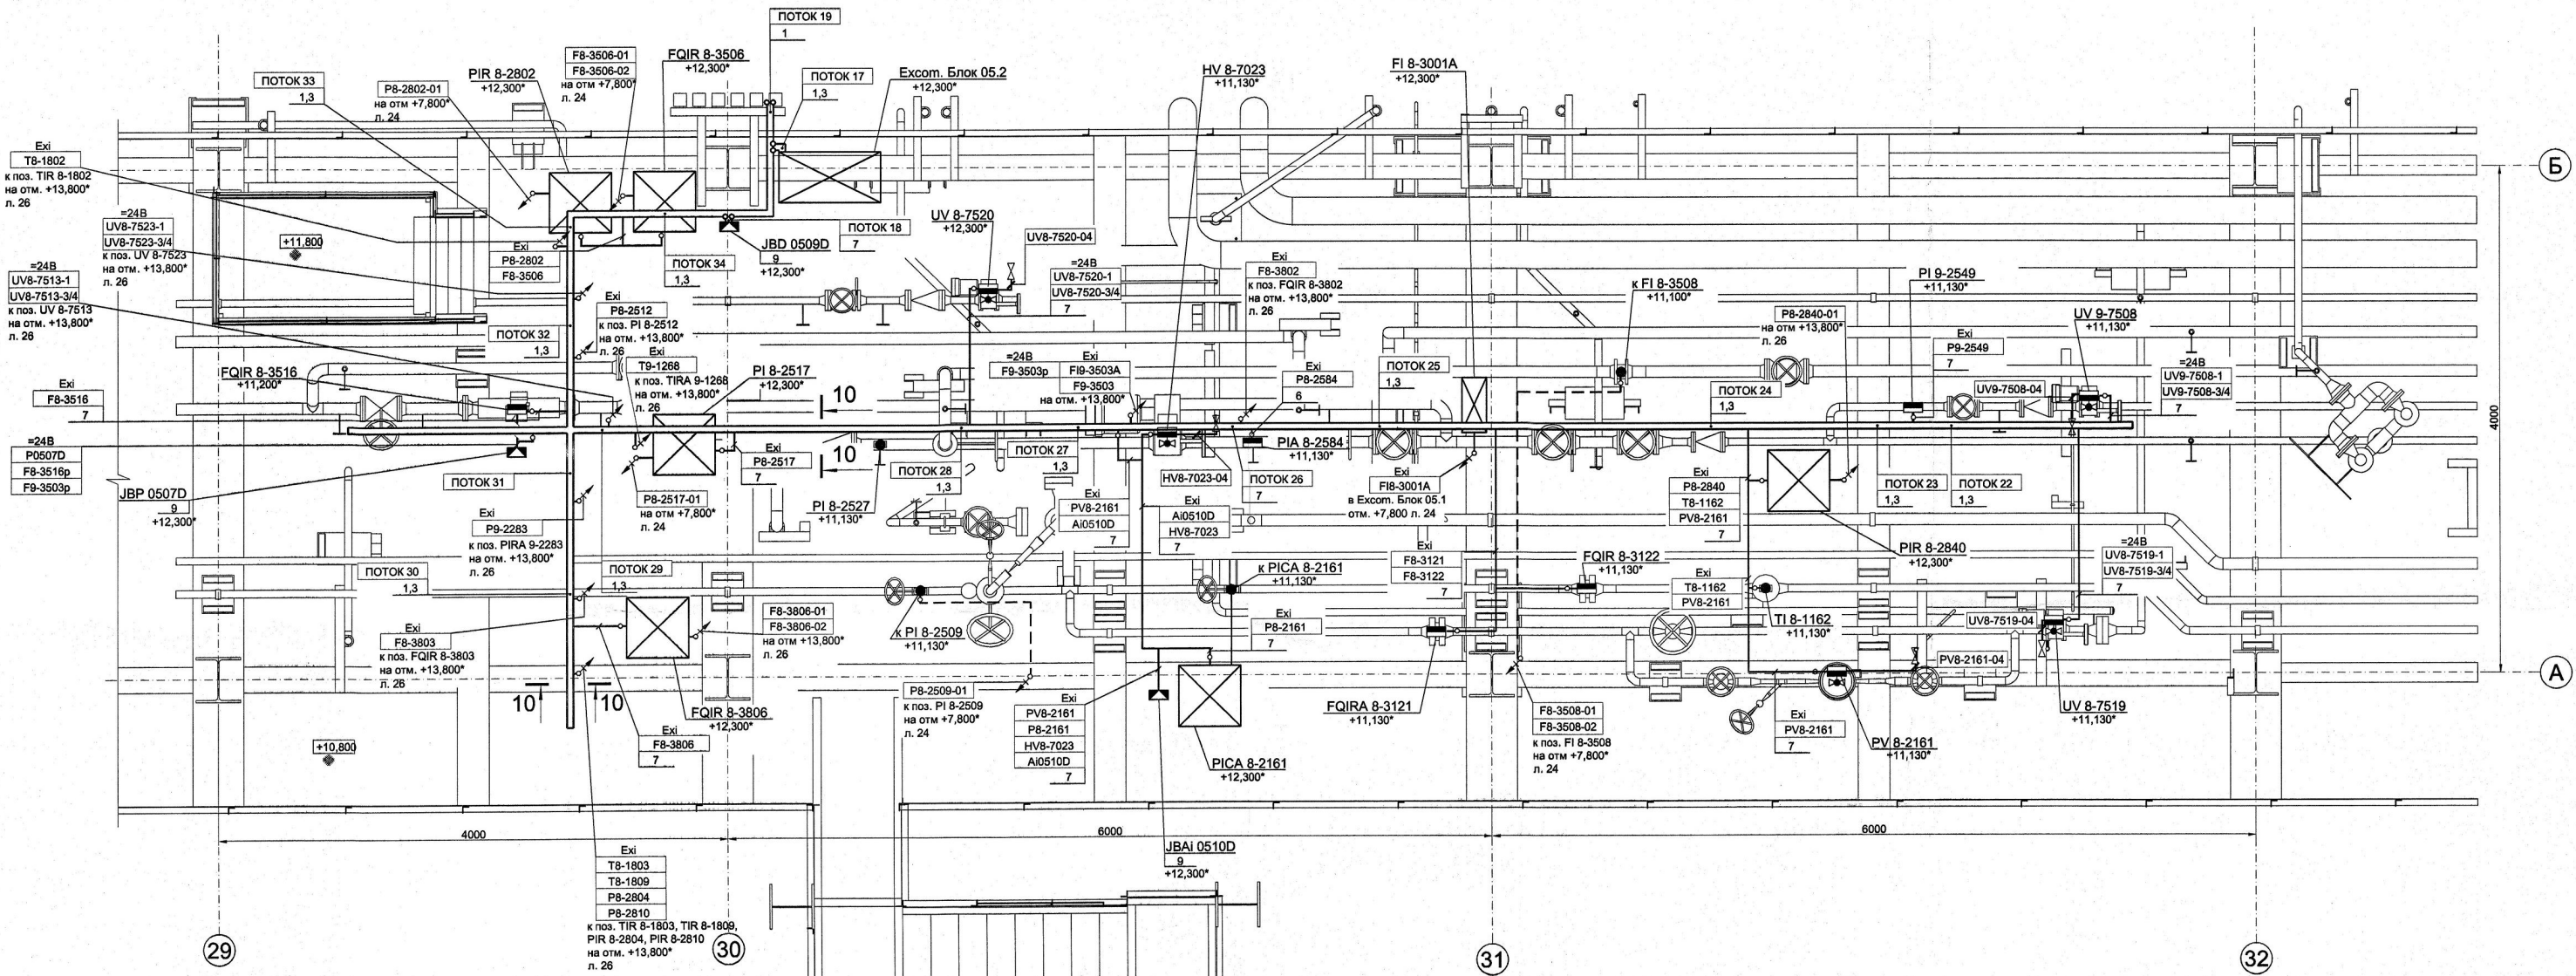 ПОТОК 19
1
F8-3506-01
F8-3506-02
на отм +7,800*
л. 24
FQIR 8-3506
+12,300*
ПОТОК 33
1,3
P8-2802-01
на отм +7,800*
л. 24
PIR 8-2802
+12,300*
ПОТОК 17
1,3
Excom. Блок 05.2
+12,300*
HV 8-7023
+11,130*
FI 8-3001A
+12,300*
Exi
T8-1802
к поз. TIR 8-1802
на отм. +13,800*
л. 26
Б
=24В
UV8-7523-1
UV8-7523-3/4
к поз. UV 8-7523
на отм. +13,800*
л. 26
+11,800
Exi
P8-2802
F8-3506
ПОТОК 34
1,3
JBD 0509D
9
+12,300*
ПОТОК 18
7
UV 8-7520
+12,300*
UV8-7520-04
=24В
UV8-7520-1
UV8-7520-3/4
7
Exi
F8-3802
к поз. FQIR 8-3802
на отм. +13,800*
л. 26
к FI 8-3508
+11,100*
PI 9-2549
+11,130*
=24В
UV8-7513-1
UV8-7513-3/4
к поз. UV 8-7513
на отм. +13,800*
л. 26
Exi
P8-2512
к поз. PI 8-2512
на отм. +13,800*
л. 26
ПОТОК 32
1,3
P8-2840-01
на отм +13,800*
л. 26
UV 9-7508
+11,130*
Exi
P9-2549
7
FQIR 8-3516
+11,200*
Exi
T9-1268
к поз. TIRA 9-1268
на отм. +13,800*
л. 26
PI 8-2517
+12,300*
=24В
F9-3503р
Exi
FI9-3503A
F9-3503
на отм. +13,800*
Exi
P8-2584
6
ПОТОК 25
1,3
ПОТОК 24
1,3
UV9-7508-04
=24В
UV9-7508-1
UV9-7508-3/4
7
Exi
F8-3516
7
10
4000
=24В
P0507D
F8-3516р
F9-3503р
JBP 0507D
9
+12,300*
ПОТОК 31
P8-2517-01
на отм +7,800*
л. 24
Exi
P8-2517
7
10
PI 8-2527
+11,130*
ПОТОК 28
1,3
ПОТОК 27
1,3
HV8-7023-04
PIA 8-2584
+11,130*
ПОТОК 26
7
Exi
FI8-3001A
в Excom. Блок 05.1
отм. +7,800 л. 24
Exi
P8-2840
T8-1162
PV8-2161
7
ПОТОК 23
1,3
ПОТОК 22
1,3
Exi
P9-2283
к поз. PIRA 9-2283
на отм. +13,800*
л. 26
Exi
PV8-2161
Ai0510D
7
Exi
Ai0510D
HV8-7023
7
Exi
F8-3121
F8-3122
7
FQIR 8-3122
+11,130*
PIR 8-2840
+12,300*
=24В
UV8-7519-1
UV8-7519-3/4
7
ПОТОК 30
1,3
ПОТОК 29
1,3
к PICA 8-2161
+11,130*
Exi
T8-1162
PV8-2161
Exi
F8-3803
к поз. FQIR 8-3803
на отм. +13,800*
л. 26
F8-3806-01
F8-3806-02
на отм +13,800*
л. 26
к PI 8-2509
+11,130*
Exi
P8-2161
7
TI 8-1162
+11,130*
UV8-7519-04
PV8-2161-04
А
10
10
FQIR 8-3806
+12,300*
P8-2509-01
к поз. PI 8-2509
на отм +7,800*
л. 24
Exi
PV8-2161
P8-2161
HV8-7023
Ai0510D
7
PICA 8-2161
+12,300*
FQIRA 8-3121
+11,130*
F8-3508-01
F8-3508-02
к поз. FI 8-3508
на отм +7,800*
л. 24
Exi
PV8-2161
7
PV 8-2161
+11,130*
UV 8-7519
+11,130*
Exi
F8-3806
7
+10,800
4000
6000
6000
JBAi 0510D
9
+12,300*
Exi
T8-1803
T8-1809
P8-2804
P8-2810
к поз. TIR 8-1803, TIR 8-1809,
PIR 8-2804, PIR 8-2810
на отм. +13,800*
л. 26
29
30
31
32